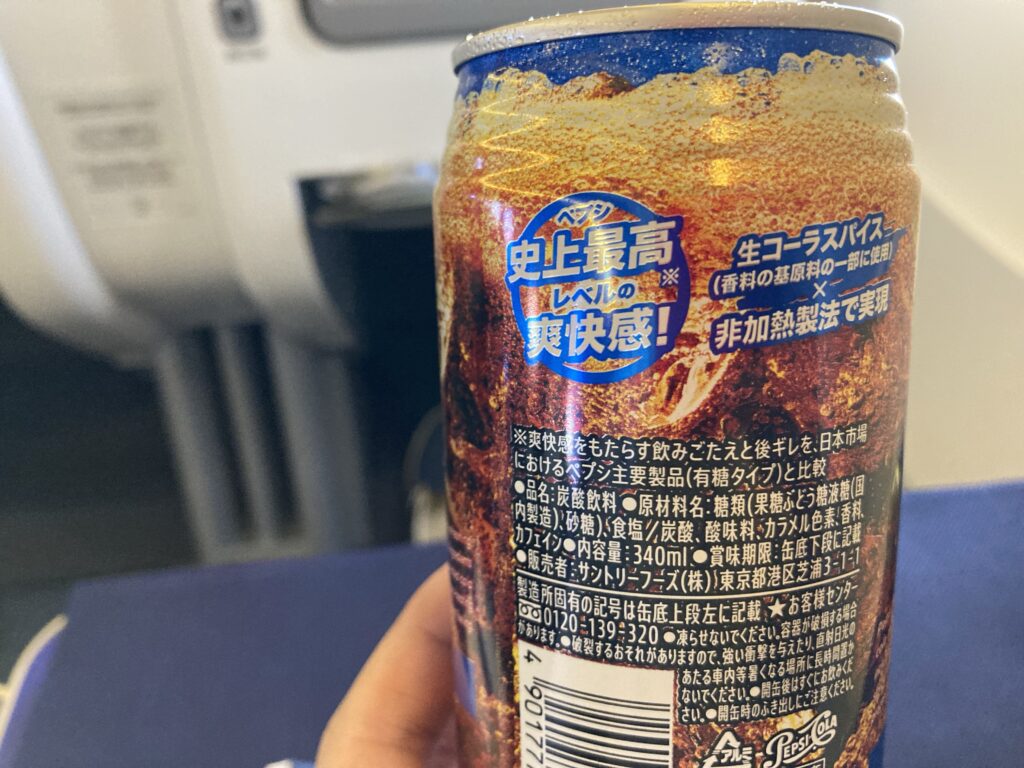 ペプシ
史上最高※
レベルの
爽快感!
生コーラスパイス
(香料の基原料の一部に使用)
×
非加熱製法で実現
※爽快感をもたらす飲みごたえと後ギレを、日本市場
におけるペプシ主要製品(有糖タイプ)と比較
●品名:炭酸飲料 ●原材料名:糖類(果糖ぶどう糖液糖(国
内製造)、砂糖)、食塩/炭酸、酸味料、カラメル色素、香料、
カフェイン●内容量:340ml●賞味期限:缶底下段に記載
●販売者:サントリーフーズ(株)東京都港区芝浦3-1-1
製造所固有の記号は缶底上段左に記載 ★お客様センター
0120-139-320 ●凍らせないでください。容器が破損する場合
があります。●破裂するおそれがありますので、強い衝撃を与えたり、直射日光の
あたる車内等暑くなる場所に長時間置か
ないでください。●開缶後はすぐにお飲みくだ
さい。●開缶時のふき出しにご注意ください。
4 90177
アルミ
PEPSI-COLA